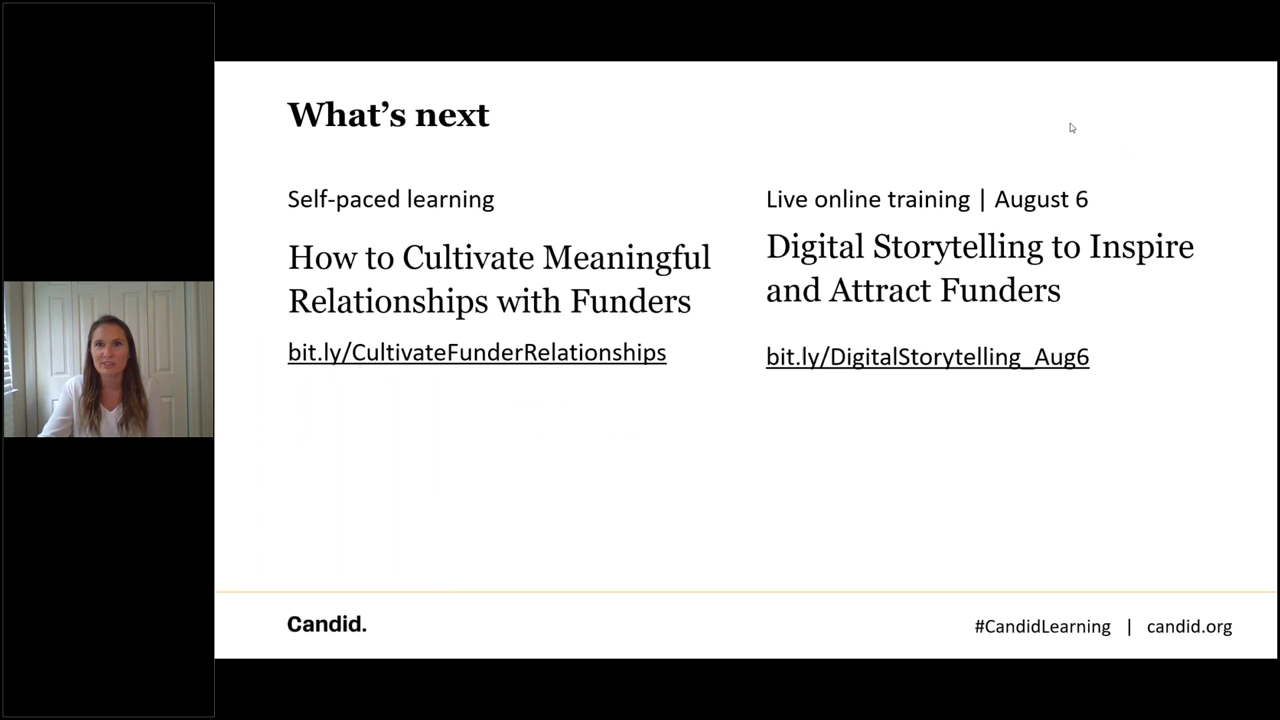 What's next
Self-paced learning
How to Cultivate Meaningful
Relationships with Funders
bit.ly/CultivateFunderRelationships
Live online training | August 6
Digital Storytelling to Inspire
and Attract Funders
bit.ly/DigitalStorytelling_Aug6
Candid.
#CandidLearning | candid.org